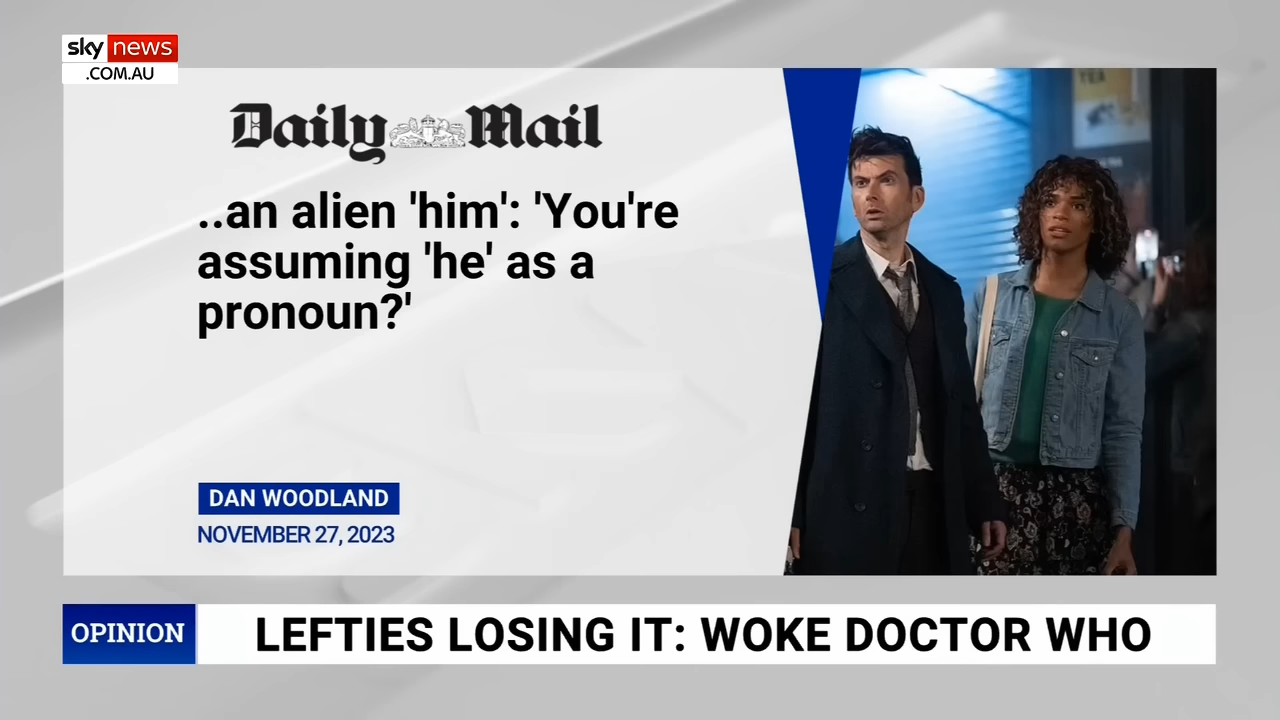 sky news
.COM.AU
Daily Mail
..an alien 'him': 'You're
assuming 'he' as a
pronoun?'
DAN WOODLAND
NOVEMBER 27, 2023
OPINION
LEFTIES LOSING IT: WOKE DOCTOR WHO